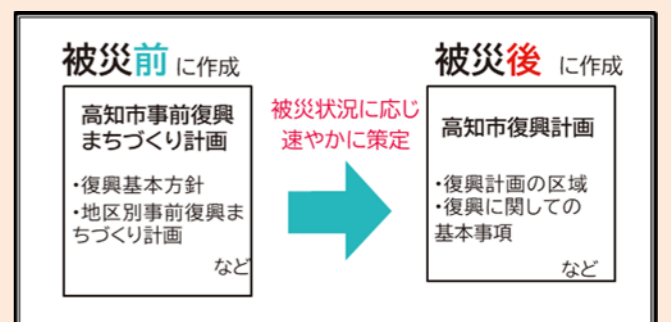 被災前に作成
高知市事前復興
まちづくり計画
・復興基本方針
・地区別事前復興ま
ちづくり計画
など
被災状況に応じ
速やかに策定
被災後に作成
高知市復興計画
・復興計画の区域
・復興に関しての
基本事項
など